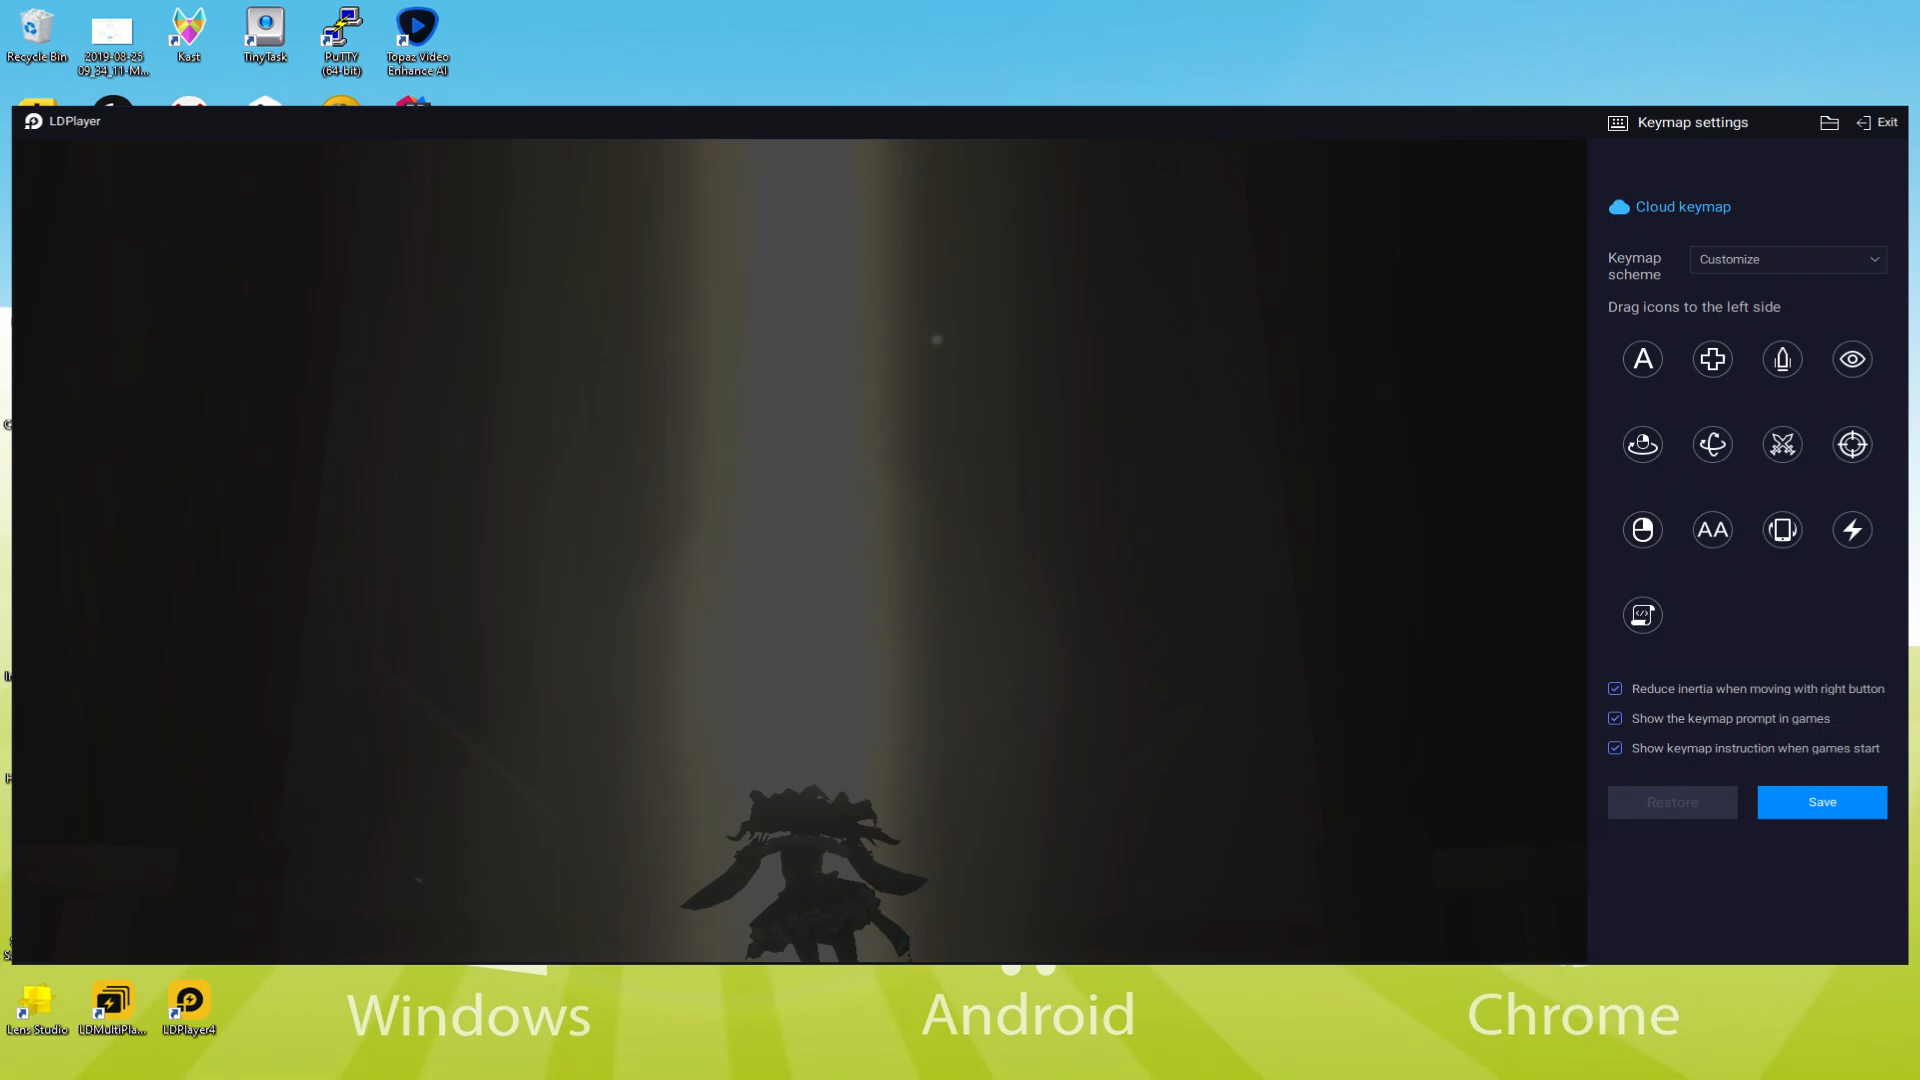 Recycle Bin
2019-08-25
09_34_11-M...
Kast
TinyTask
PuTTY
(64-bit)
Topaz Video
Enhance AI
LDPlayer
Keymap settings
Exit
Cloud keymap
Keymap
scheme
Customize
Drag icons to the left side
A
AA
Reduce inertia when moving with right button
Show the keymap prompt in games
Show keymap instruction when games start
Restore
Save
Lens Studio
LDMultiPla...
LDPlayer4
Windows
Android
Chrome